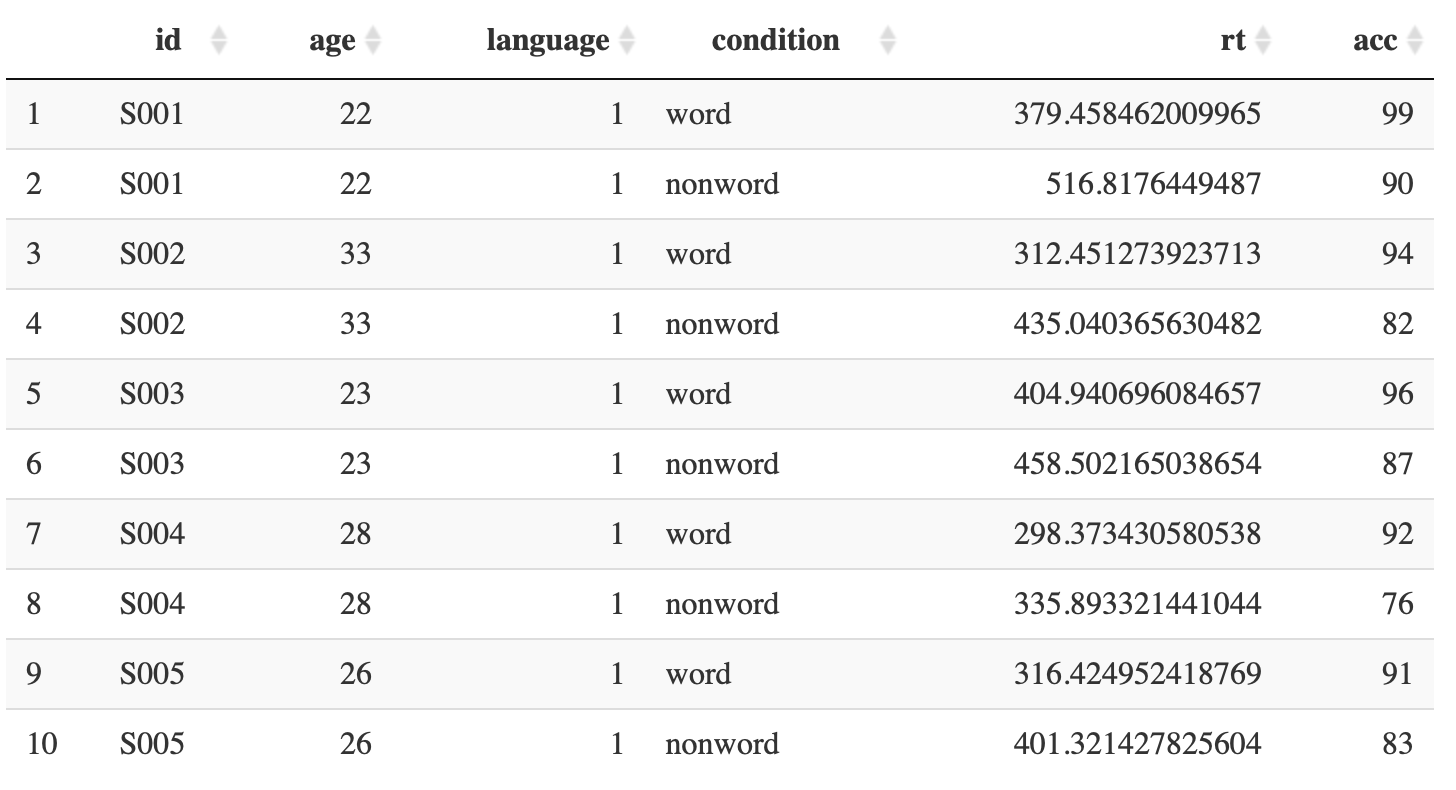 id age language condition rt acc
1 S001 22 1 word 379.458462009965 99
2 S001 22 1 nonword 516.8176449487 90
3 S002 33 1 word 312.451273923713 94
4 S002 33 1 nonword 435.040365630482 82
5 S003 23 1 word 404.940696084657 96
6 S003 23 1 nonword 458.502165038654 87
7 S004 28 1 word 298.373430580538 92
8 S004 28 1 nonword 335.893321441044 76
9 S005 26 1 word 316.424952418769 91
10 S005 26 1 nonword 401.321427825604 83